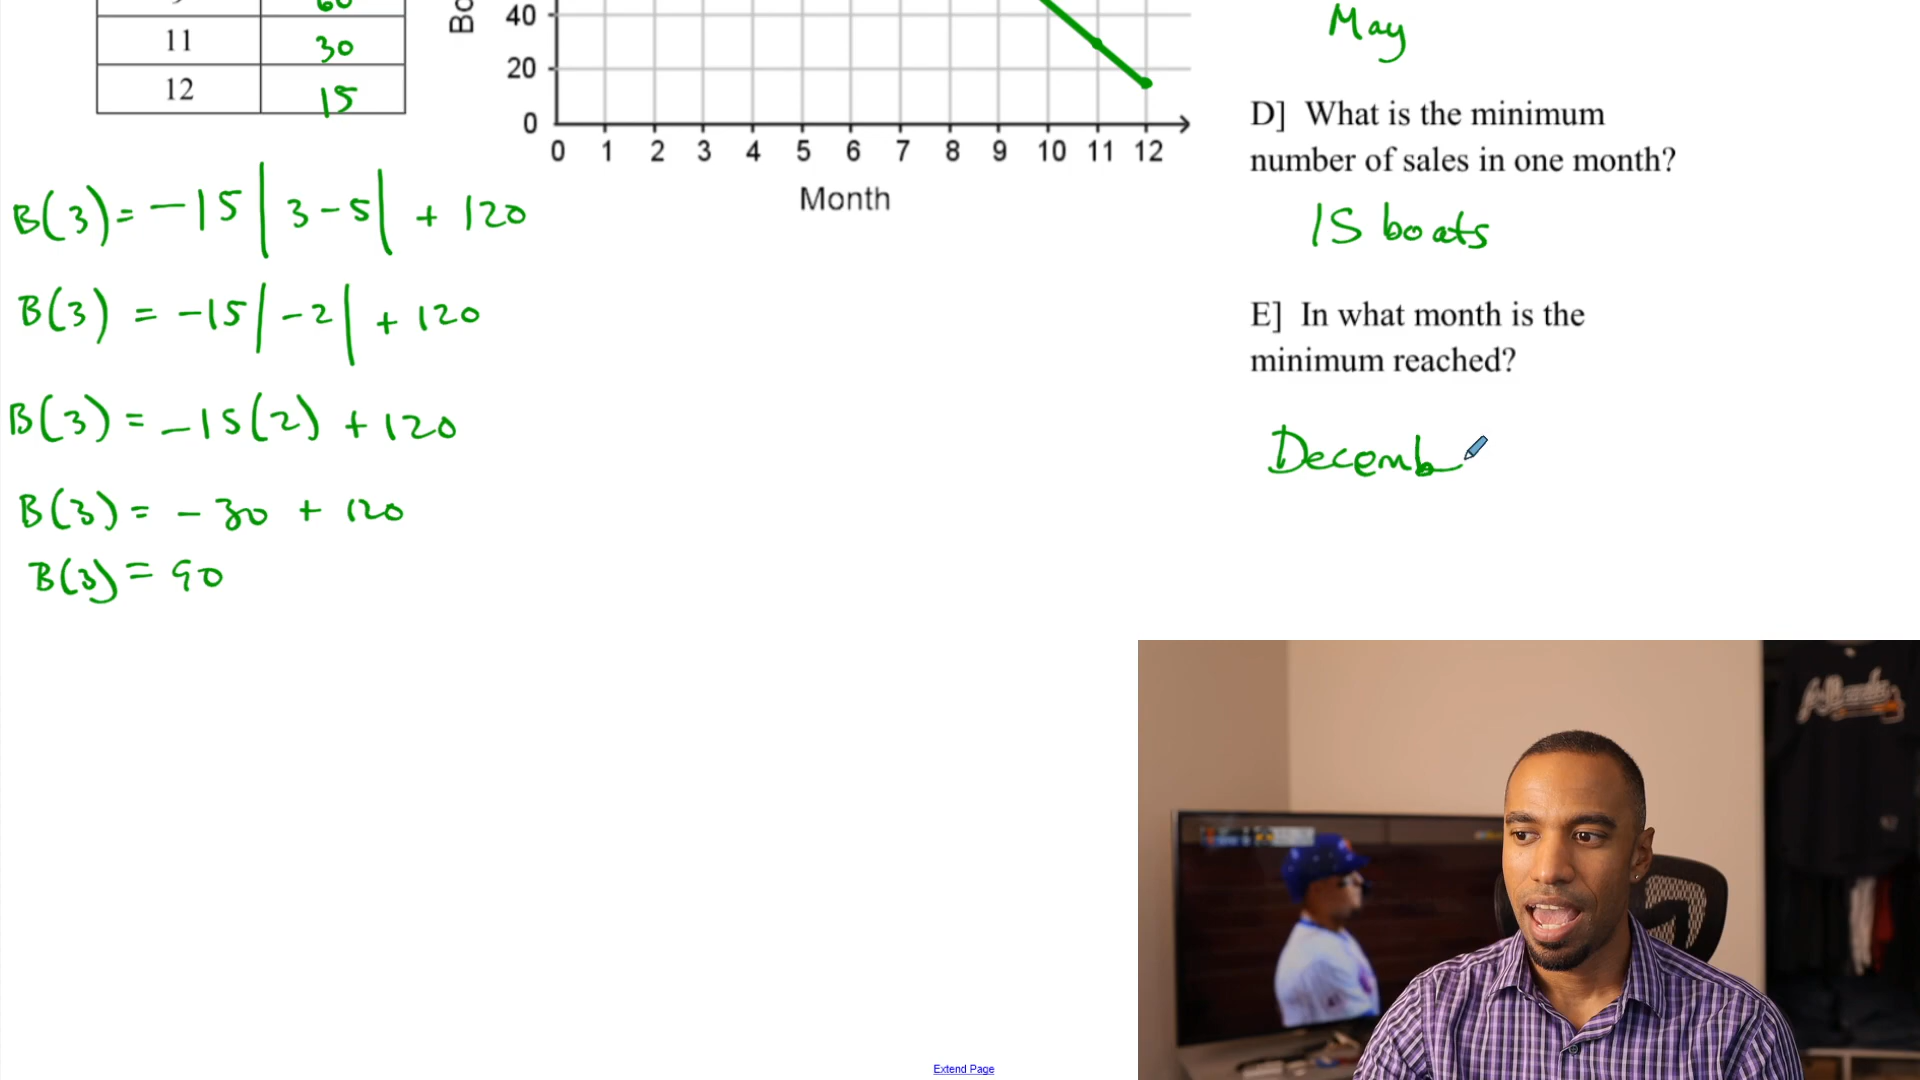 60
11 30
12 15
Bo
40
20
0
0 1 2 3 4 5 6 7 8 9 10 11 12
Month
B(3) = -15|3-5| + 120
B(3) = -15|-2| + 120
B(3) = -15(2) + 120
B(3) = -30 + 120
B(3) = 90
May
D] What is the minimum
number of sales in one month?
15 boats
E] In what month is the
minimum reached?
Decemb
Extend Page